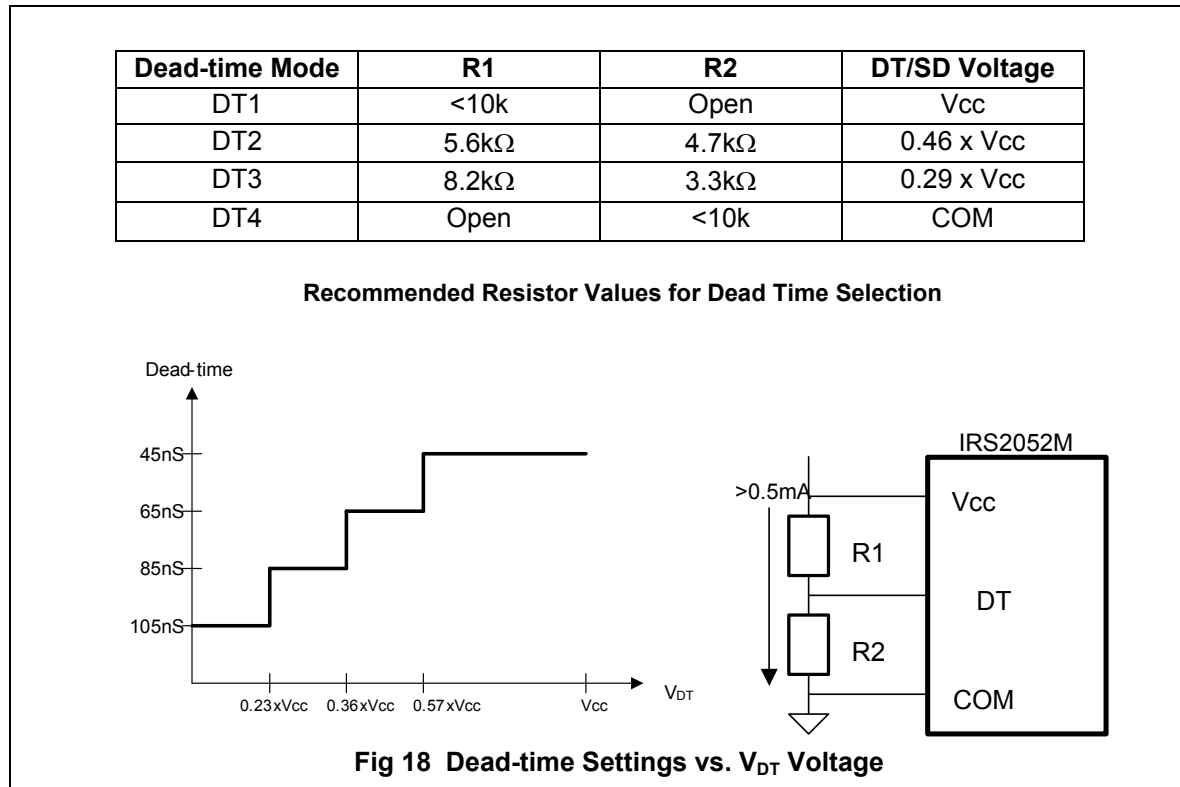 Dead-time Mode R1 R2 DT/SD Voltage
DT1 <10k Open Vcc
DT2 5.6kΩ 4.7kΩ 0.46 x Vcc
DT3 8.2kΩ 3.3kΩ 0.29 x Vcc
DT4 Open <10k COM
Recommended Resistor Values for Dead Time Selection
Dead-time
45nS
65nS
85nS
105nS
0.23xVcc 0.36xVcc 0.57xVcc Vcc
VDT
IRS2052M
>0.5mA
Vcc
R1
DT
R2
COM
Fig 18 Dead-time Settings vs. VDT Voltage